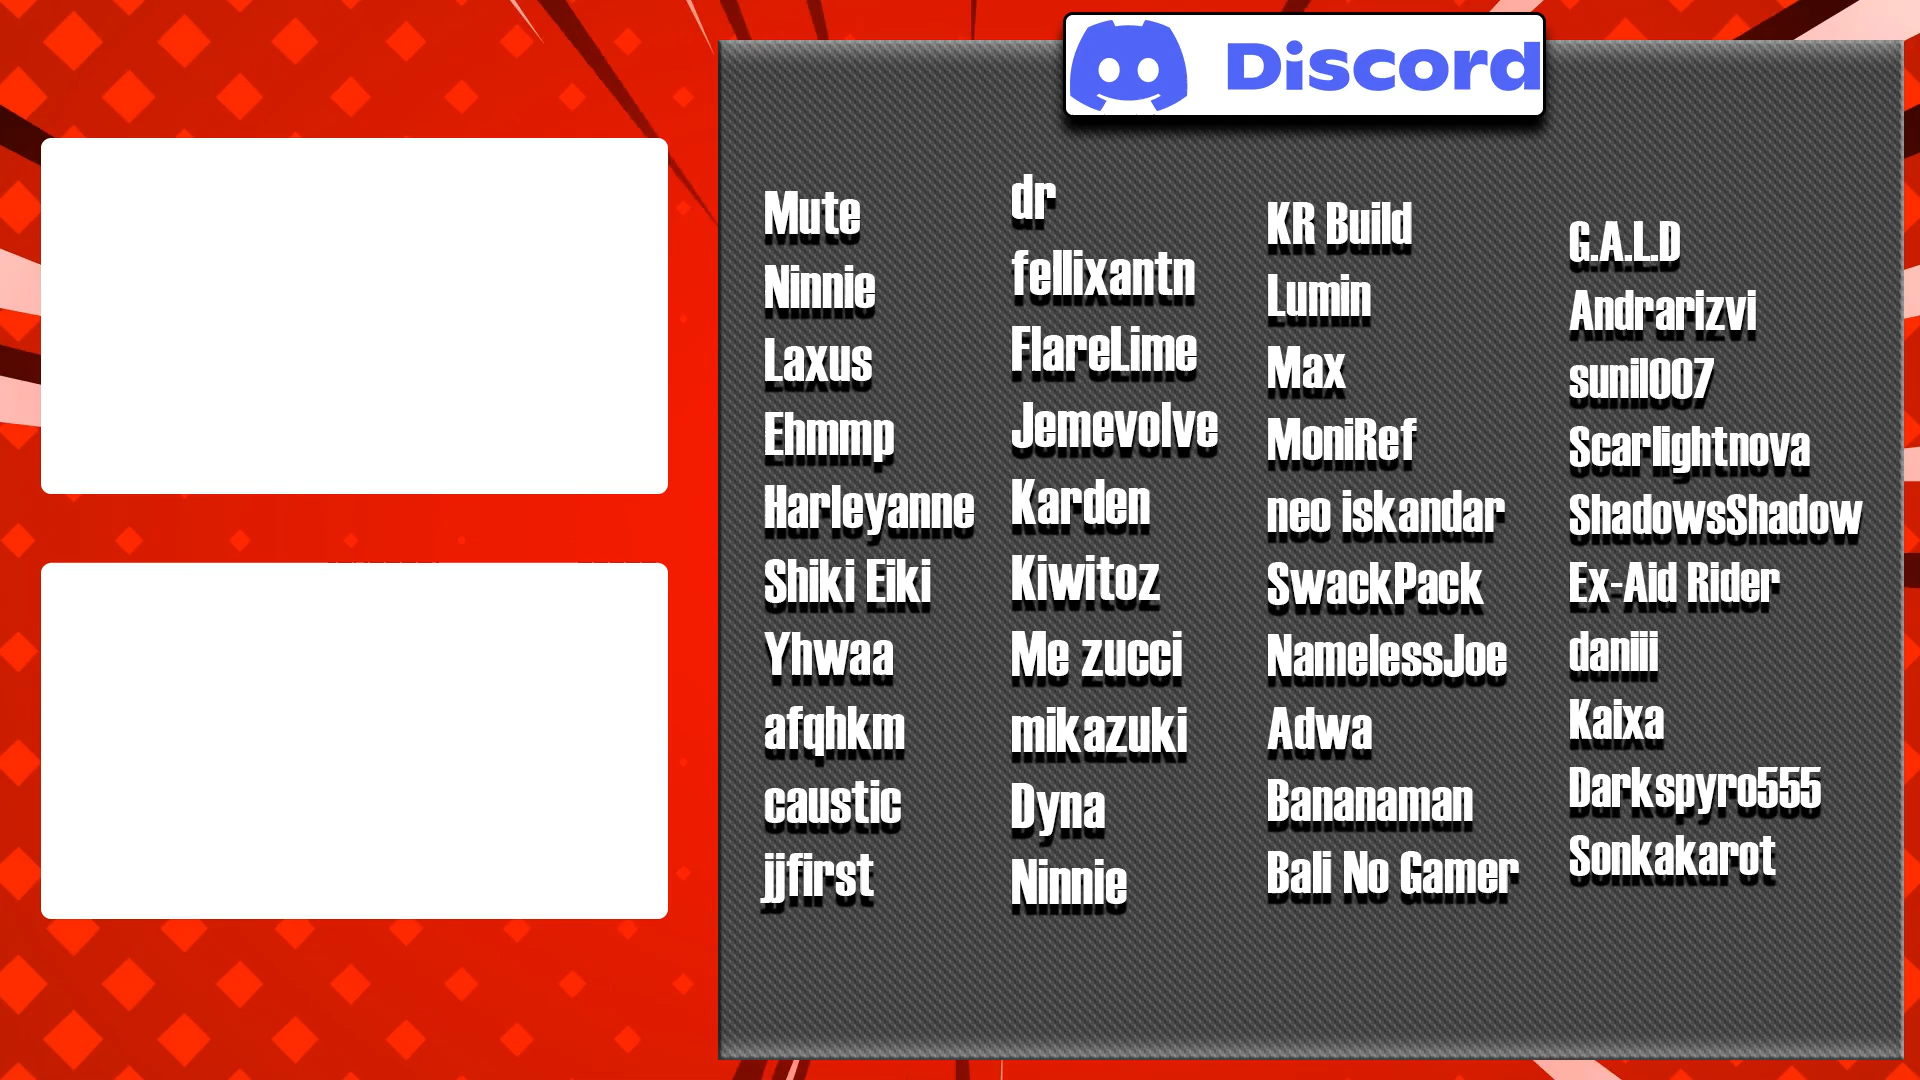 Discord
Mute
Ninnie
Laxus
Ehmmp
Harleyanne
Shiki Eiki
Yhwaa
afqhkm
caustic
jjfirst
dr
fellixantn
FlareLime
Jemevolve
Karden
Kiwitoz
Me zucci
mikazuki
Dyna
Ninnie
KR Build
Lumin
Max
MoniRef
neo iskandar
SwackPack
NamelessJoe
Adwa
Bananaman
Bali No Gamer
G.A.L.D
Andrarizvi
sunil007
Scarlightnova
ShadowsShadow
Ex-Aid Rider
daniii
Kaixa
Darkspyro555
Sonkakarot